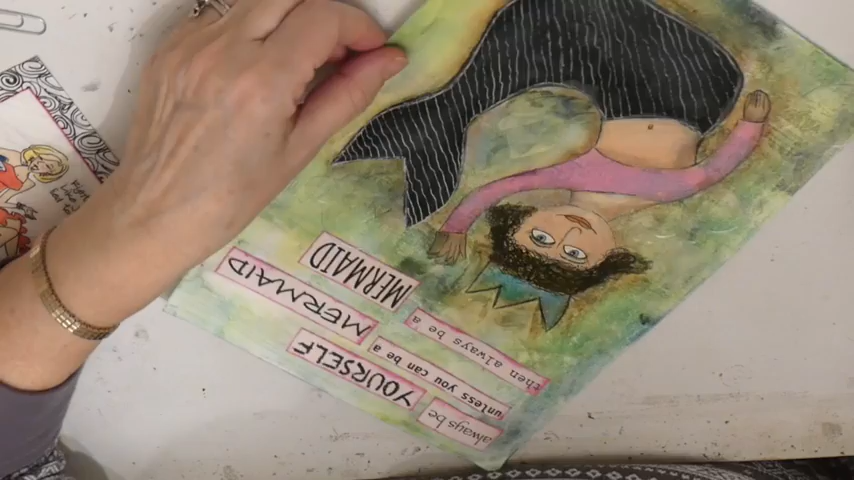 always be
YOURSELF
unless you can be a
MERMAID
then always be a
MERMAID